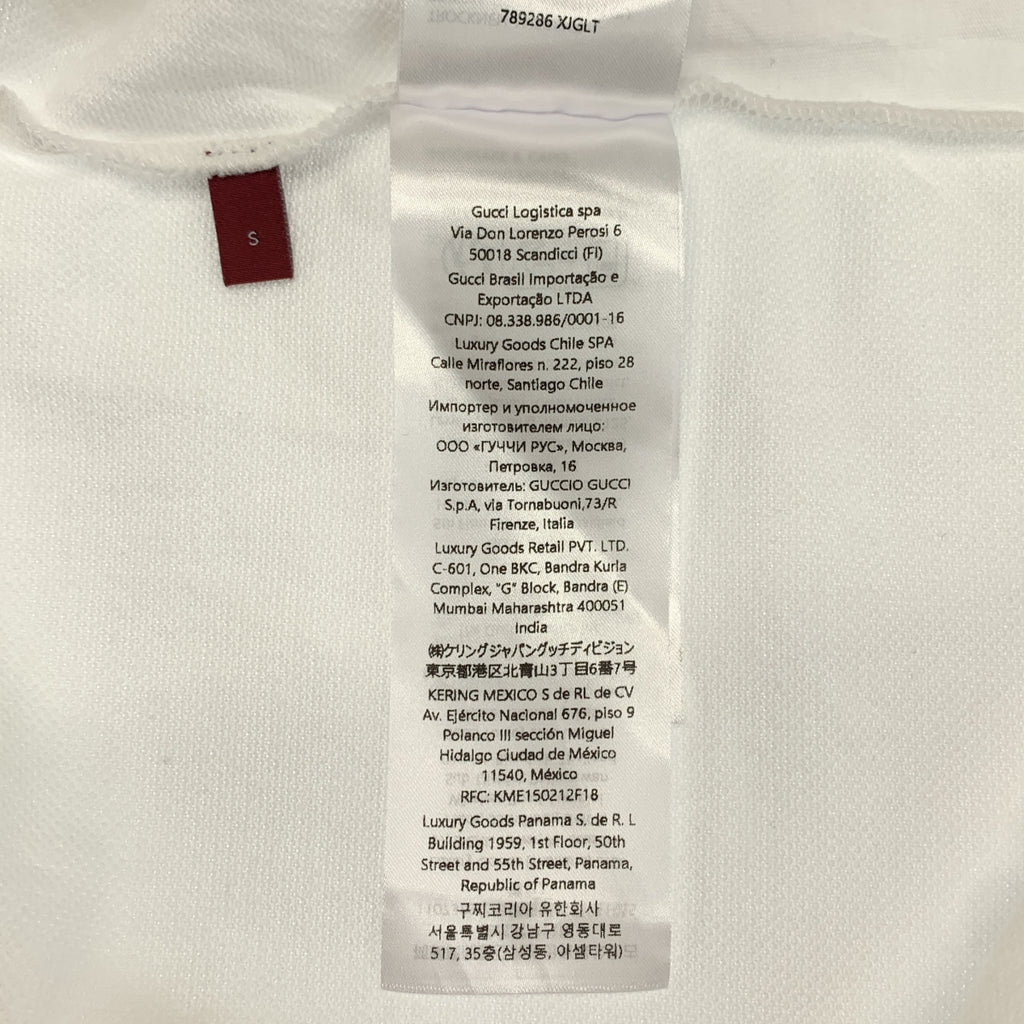 789286 XJGLT
S
Gucci Logistica spa
Via Don Lorenzo Perosi 6
50018 Scandicci (FI)
Gucci Brasil Importação e
Exportação LTDA
CNPJ: 08.338.986/0001-16
Luxury Goods Chile SPA
Calle Miraflores n. 222, piso 28
norte, Santiago Chile
Импортер и уполномоченное
изготовителем лицо:
ООО «ГУЧЧИ РУС», Москва,
Петровка, 16
Изготовитель: GUCCIO GUCCI
S.p.A, via Tornabuoni,73/R
Firenze, Italia
Luxury Goods Retail PVT. LTD.
C-601, One BKC, Bandra Kurla
Complex, "G" Block, Bandra (E)
Mumbai Maharashtra 400051
India
㈱ケリングジャパングッチディビジョン
東京都港区北青山3丁目6番7号
KERING MEXICO S de RL de CV
Av. Ejército Nacional 676, piso 9
Polanco III sección Miguel
Hidalgo Ciudad de México
11540, México
RFC: KME150212F18
Luxury Goods Panama S. de R. L
Building 1959, 1st Floor, 50th
Street and 55th Street, Panama,
Republic of Panama
구찌코리아 유한회사
서울특별시 강남구 영동대로
517, 35층(삼성동, 아셈타워)